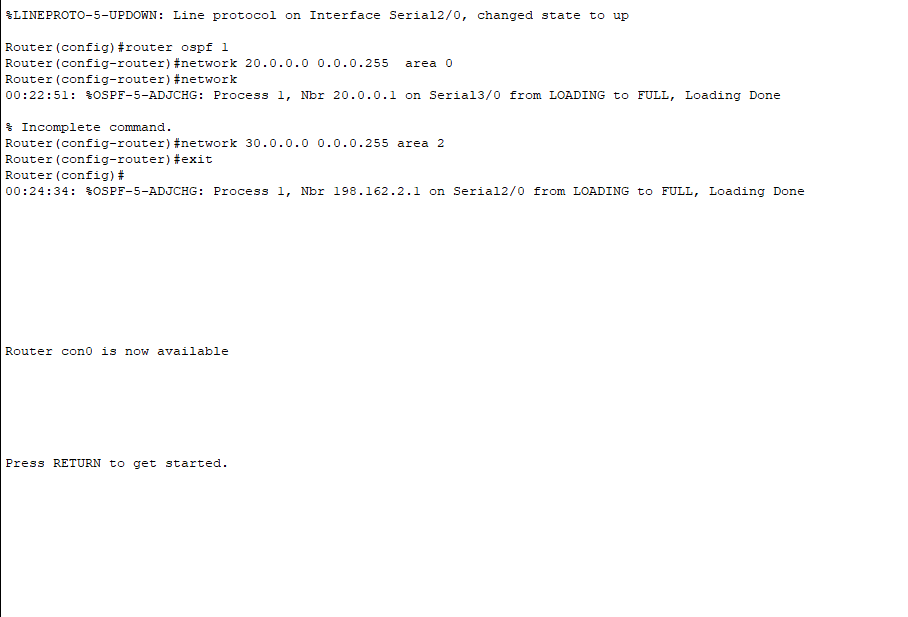 %LINEPROTO-5-UPDOWN: Line protocol on Interface Serial2/0, changed state to up
Router(config)#router ospf 1
Router(config-router)#network 20.0.0.0 0.0.0.255  area 0
Router(config-router)#network
00:22:51: %OSPF-5-ADJCHG: Process 1, Nbr 20.0.0.1 on Serial3/0 from LOADING to FULL, Loading Done
% Incomplete command.
Router(config-router)#network 30.0.0.0 0.0.0.255 area 2
Router(config-router)#exit
Router(config)#
00:24:34: %OSPF-5-ADJCHG: Process 1, Nbr 198.162.2.1 on Serial2/0 from LOADING to FULL, Loading Done
Router con0 is now available
Press RETURN to get started.